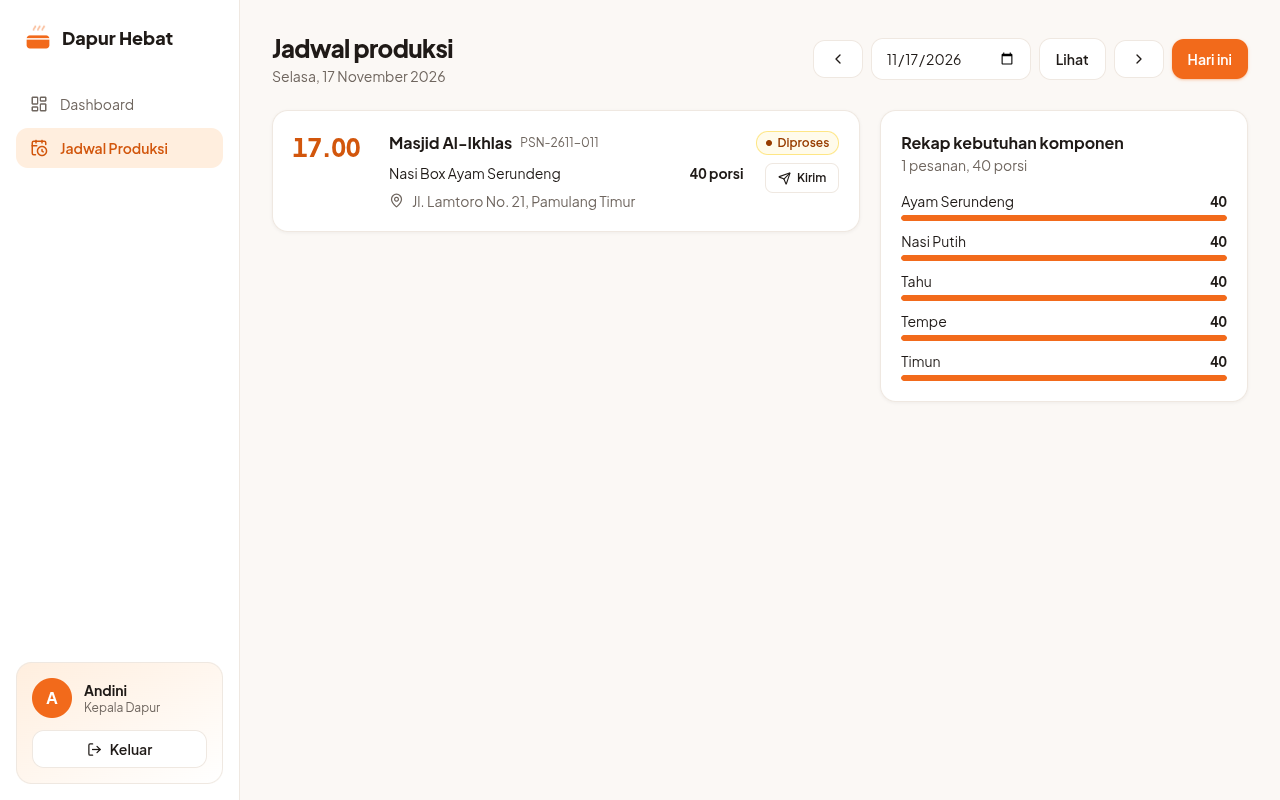 Dapur Hebat
Dashboard
Jadwal Produksi
Andini
Kepala Dapur
A
Keluar
Jadwal produksi
Selasa, 17 November 2026
11/17/2026
Lihat
Hari ini
17.00
Masjid Al-Ikhlas PSN-2611-011
Diproses
Nasi Box Ayam Serundeng 40 porsi
Kirim
Jl. Lamtoro No. 21, Pamulang Timur
Rekap kebutuhan komponen
1 pesanan, 40 porsi
Ayam Serundeng 40
Nasi Putih 40
Tahu 40
Tempe 40
Timun 40